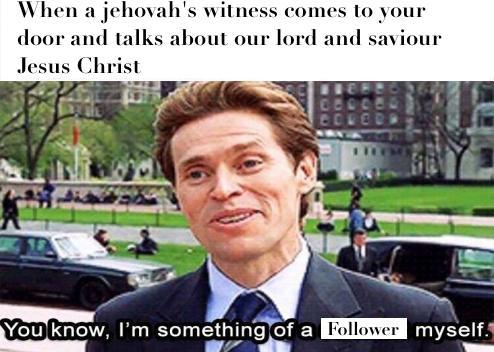 When a jehovah's witness comes to your
door and talks about our lord and saviour
Jesus Christ
You know, I'm something of a Follower myself.